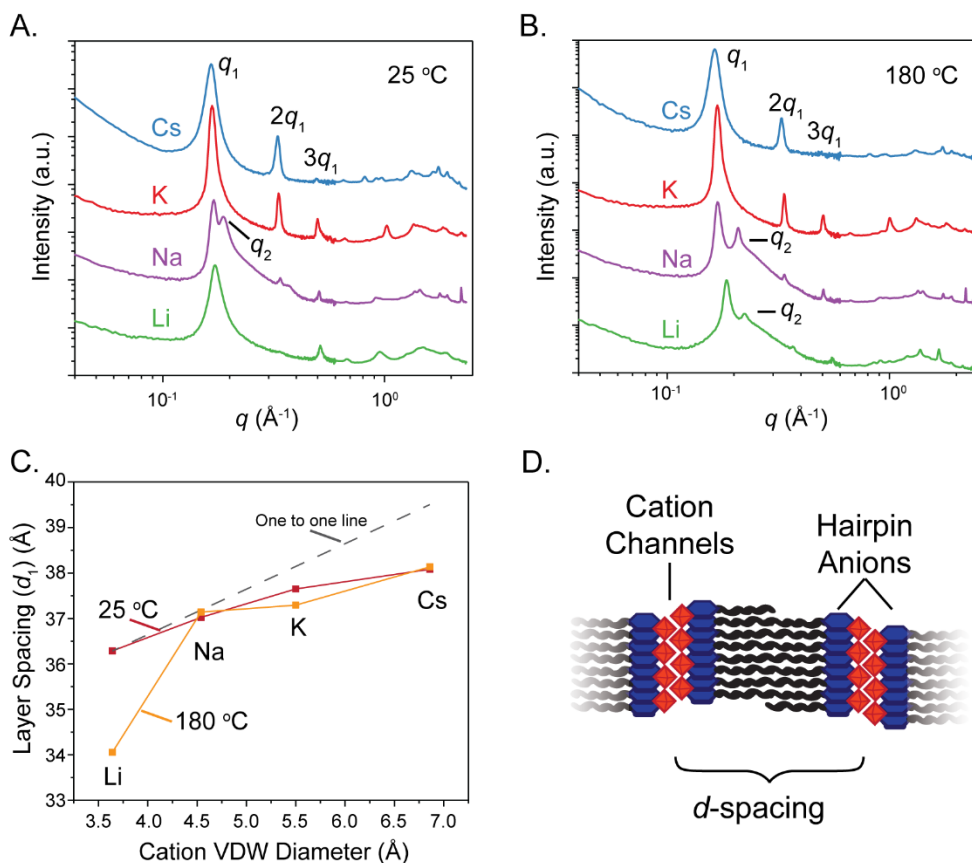 A.
25 °C
q₁
2q₁
3q₁
q₂
Cs
K
Na
Li
Intensity (a.u.)
10⁻¹
10⁰
q (Å⁻¹)
B.
180 °C
q₁
2q₁
3q₁
q₂
q₂
Cs
K
Na
Li
Intensity (a.u.)
10⁻¹
10⁰
q (Å⁻¹)
C.
40
39
38
37
36
35
34
33
Layer Spacing (d₁) (Å)
One to one line
25 °C
Na
K
Cs
180 °C
Li
3.5 4.0 4.5 5.0 5.5 6.0 6.5 7.0
Cation VDW Diameter (Å)
D.
Cation
Channels
Hairpin
Anions
d-spacing